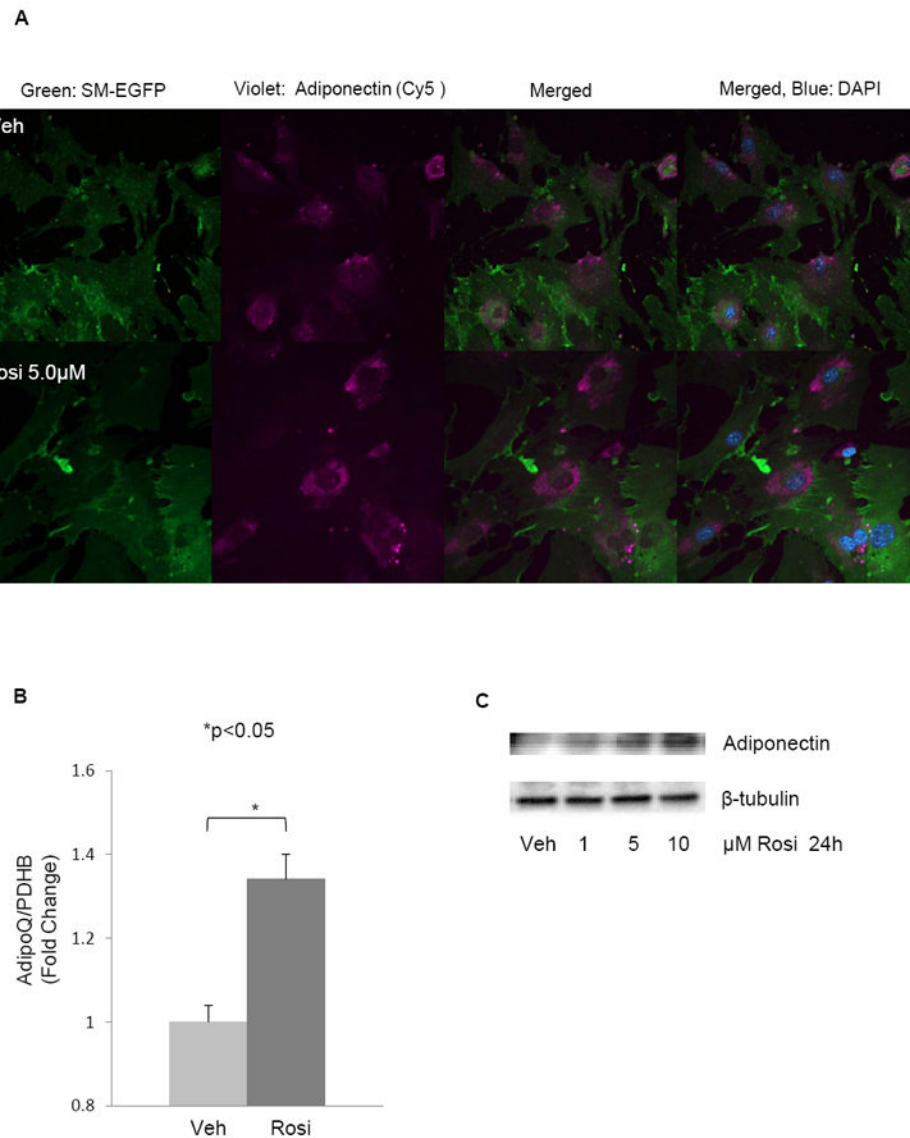 A
Green: SM-EGFP Violet: Adiponectin (Cy5 ) Merged Merged, Blue: DAPI
eh
osi 5.0μM
B
*p<0.05
1.6
1.4
1.2
1
0.8
AdipoQ/PDHB
(Fold Change)
*
Veh Rosi
C
Adiponectin
β-tubulin
Veh 1 5 10 μM Rosi 24h